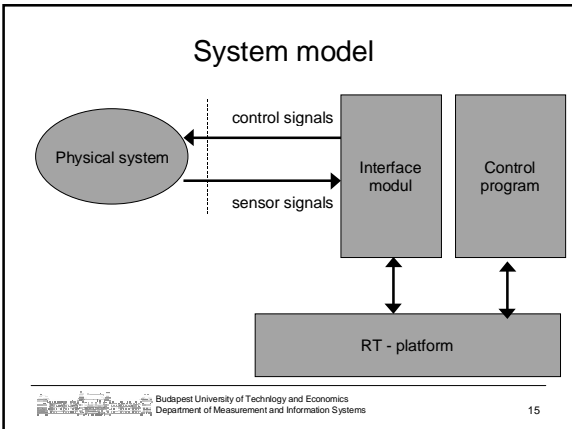 System model
control signals
Physical system
Interface
modul
Control
program
sensor signals
RT - platform
Budapest University of Technlogy and Economics
Department of Measurement and Information Systems
15